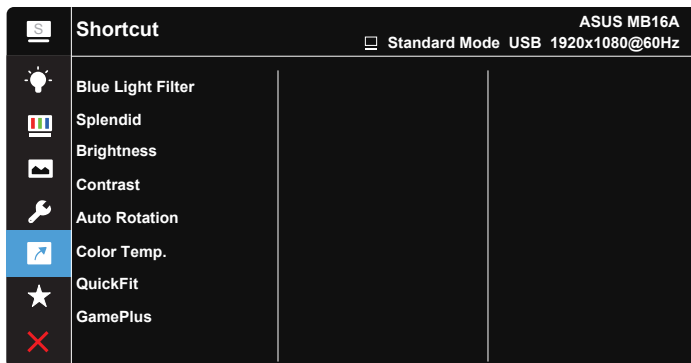 S
Shortcut
ASUS MB16A
Standard Mode USB 1920x1080@60Hz
Blue Light Filter
Splendid
Brightness
Contrast
Auto Rotation
Color Temp.
QuickFit
GamePlus